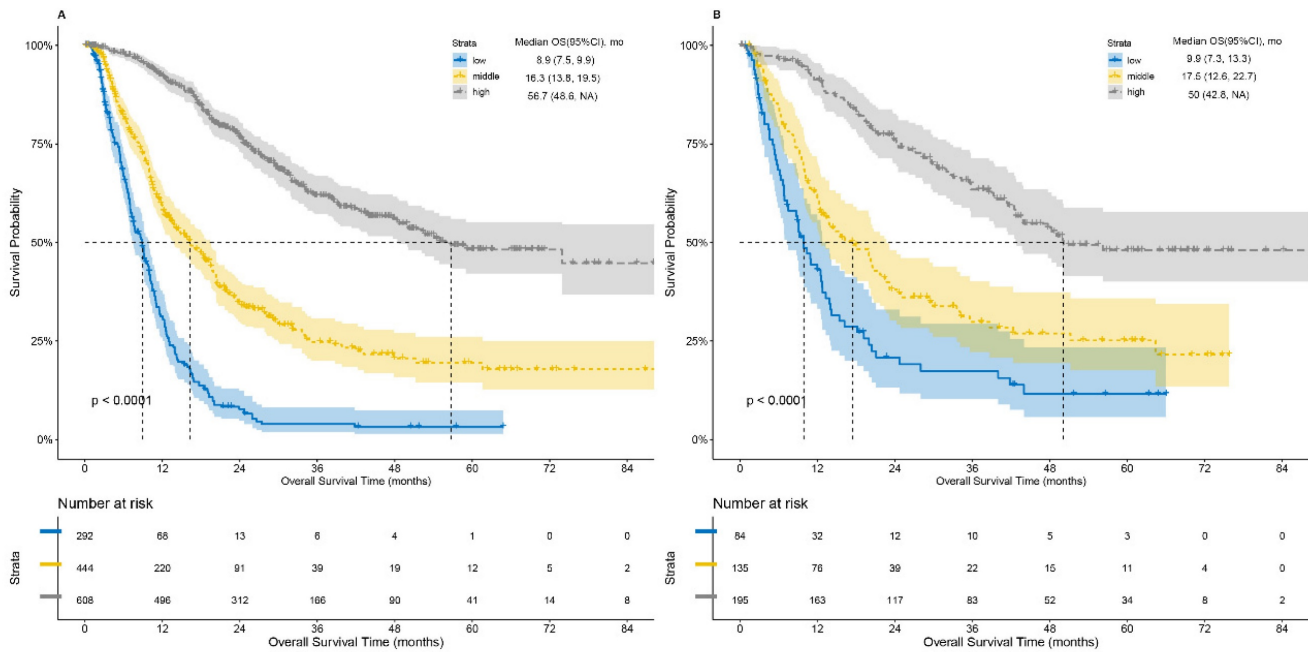 A
100%
75%
50%
25%
0%
Survival Probability
Strata Median OS(95%CI), mo
low 8.9 (7.5, 9.9)
middle 16.3 (13.8, 19.5)
high 56.7 (48.6, NA)
p < 0.0001
0 12 24 36 48 60 72 84
Overall Survival Time (months)
Number at risk
Strata
292 68 13 6 4 1 0 0
444 220 91 39 19 12 5 2
608 496 312 166 90 41 14 8
0 12 24 36 48 60 72 84
Overall Survival Time (months)
B
100%
75%
50%
25%
0%
Survival Probability
Strata Median OS(95%CI), mo
low 9.9 (7.3, 13.3)
middle 17.5 (12.6, 22.7)
high 50 (42.8, NA)
p < 0.0001
0 12 24 36 48 60 72 84
Overall Survival Time (months)
Number at risk
Strata
84 32 12 10 5 3 0 0
135 76 39 22 15 11 4 0
195 163 117 83 52 34 8 2
0 12 24 36 48 60 72 84
Overall Survival Time (months)